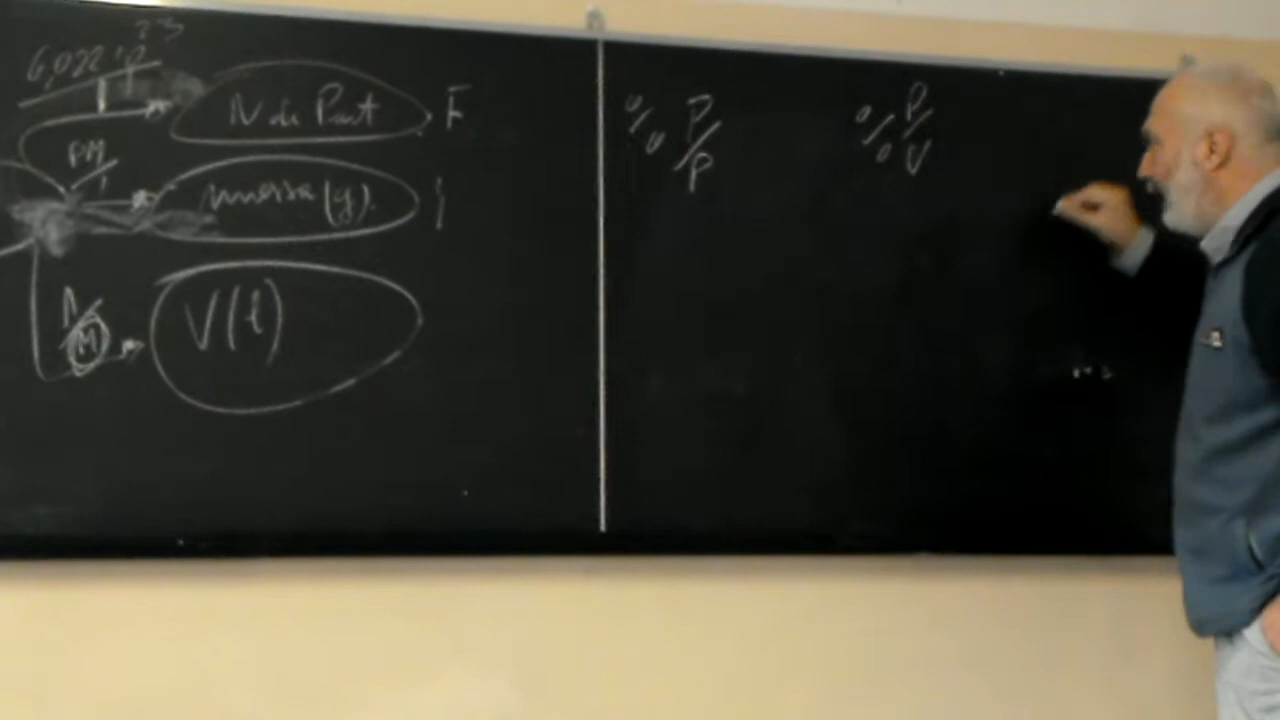 6,022·10²³
N di Part F
PM
massa (g).
M
V(l)
% P/P
% P/V